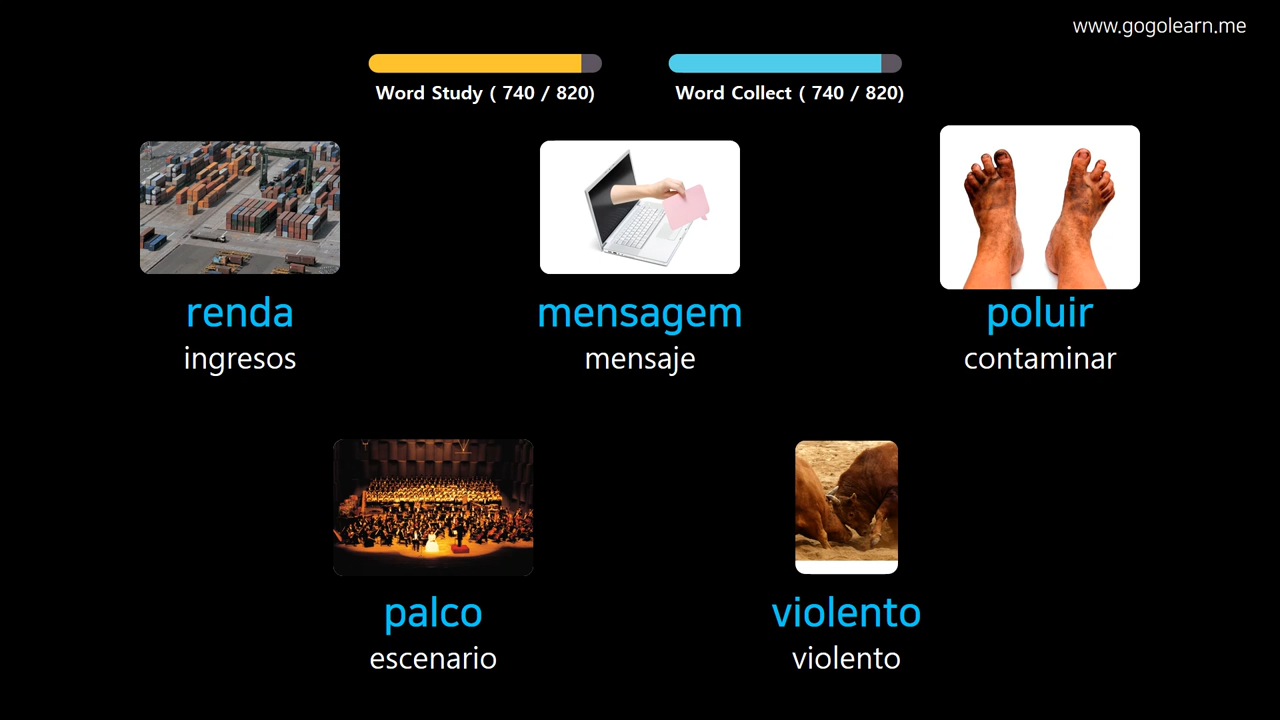 www.gogolearn.me
Word Study ( 740 / 820)
Word Collect ( 740 / 820)
renda
ingresos
mensagem
mensaje
poluir
contaminar
palco
escenario
violento
violento